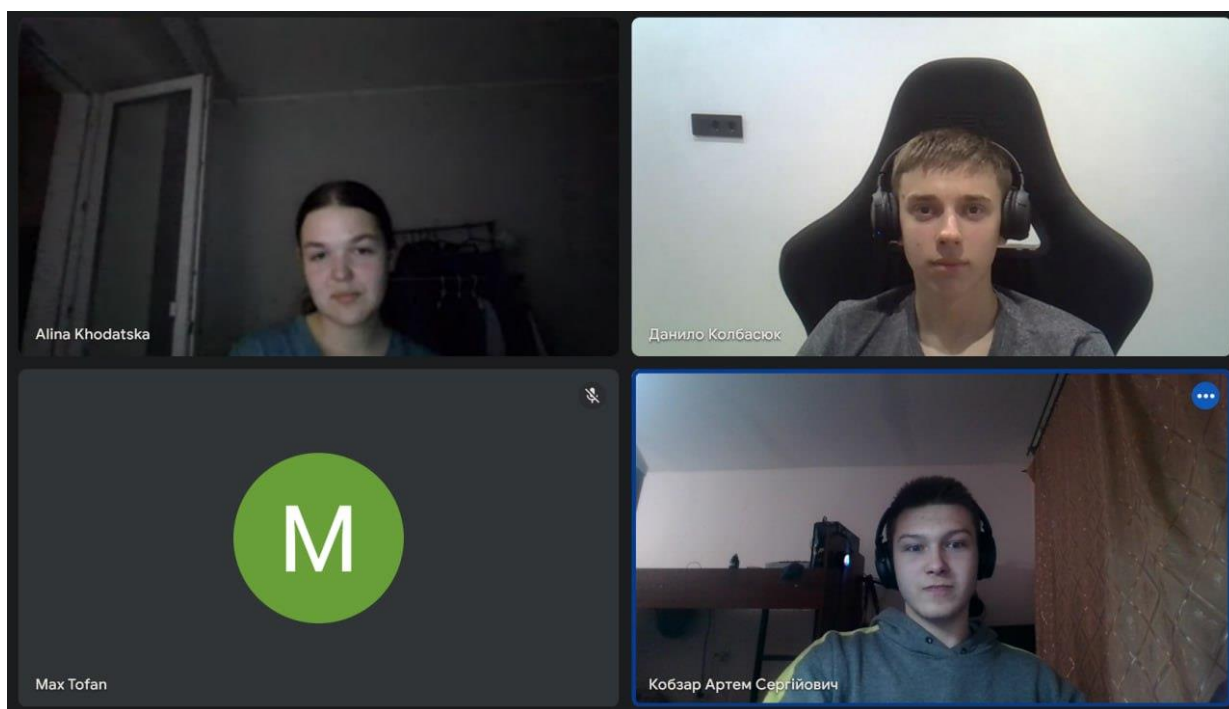 Alina Khodatska
Данило Колбасюк
M
Max Tofan
Кобзар Артем Сергійович